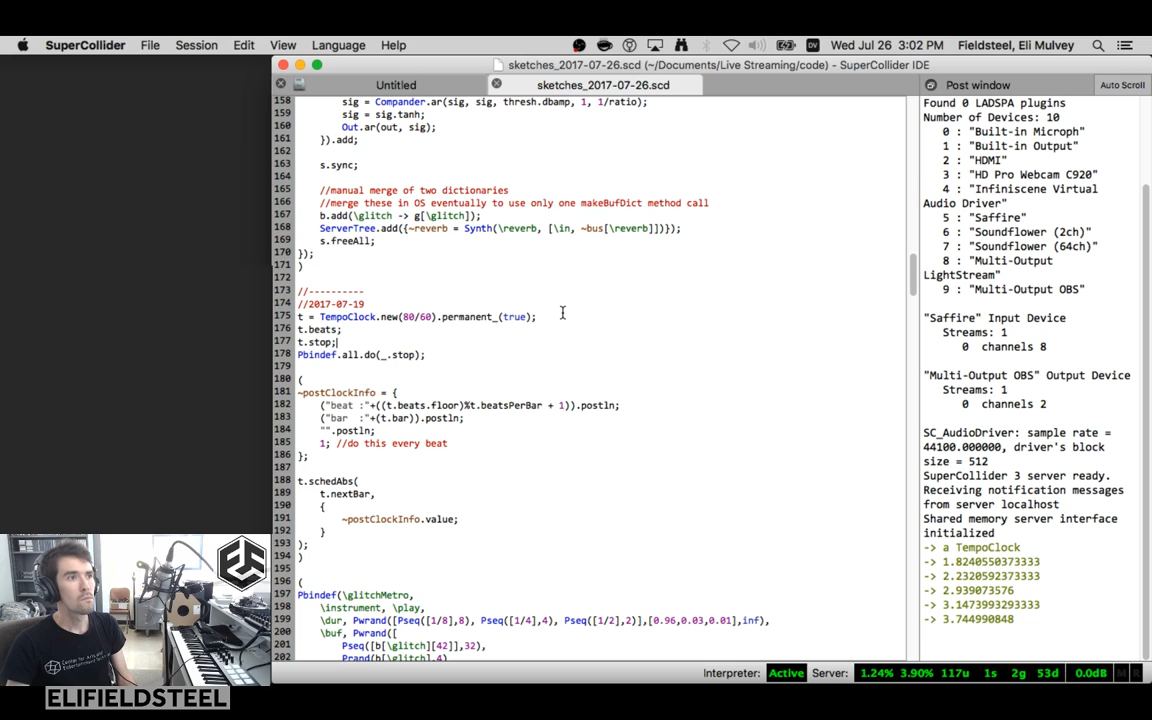 SuperCollider File Session Edit View Language Help DV Wed Jul 26 3:02 PM Fieldsteel, Eli Mulvey
sketches_2017-07-26.scd (~/Documents/Live Streaming/code) - SuperCollider IDE
Untitled sketches_2017-07-26.scd Post window Auto Scroll
158 sig = Compander.ar(sig, sig, thresh.dbamp, 1, 1/ratio);
159 sig = sig.tanh;
160 Out.ar(out, sig);
161 }).add;
162
163 s.sync;
164
165 //manual merge of two dictionaries
166 //merge these in OS eventually to use only one makeBufDict method call
167 b.add(\glitch -> g[\glitch]);
168 ServerTree.add({~reverb = Synth(\reverb, [\in, ~bus[\reverb]])});
169 s.freeAll;
170 });
171 )
172
173 //----------
174 //2017-07-19
175 t = TempoClock.new(80/60).permanent_(true);
176 t.beats;
177 t.stop;
178 Pbindef.all.do(_.stop);
179
180 (
181 ~postClockInfo = {
182 ("beat :"+((t.beats.floor)%t.beatsPerBar + 1)).postln;
183 ("bar  :"+(t.bar)).postln;
184 "".postln;
185 1; //do this every beat
186 };
187
188 t.schedAbs(
189 t.nextBar,
190 {
191 ~postClockInfo.value;
192 }
193 );
194 )
195
196 (
197 Pbindef(\glitchMetro,
198 \instrument, \play,
199 \dur, Pwrand([Pseq([1/8],8), Pseq([1/4],4), Pseq([1/2],2)],[0.96,0.03,0.01],inf),
200 \buf, Pwrand([
201 Pseq([b[\glitch][42]],32),
202 Prand(b[\glitch],4)
Found 0 LADSPA plugins
Number of Devices: 10
0 : "Built-in Microph"
1 : "Built-in Output"
2 : "HDMI"
3 : "HD Pro Webcam C920"
4 : "Infiniscene Virtual
Audio Driver"
5 : "Saffire"
6 : "Soundflower (2ch)"
7 : "Soundflower (64ch)"
8 : "Multi-Output
LightStream"
9 : "Multi-Output OBS"
"Saffire" Input Device
Streams: 1
0 channels 8
"Multi-Output OBS" Output Device
Streams: 1
0 channels 2
SC_AudioDriver: sample rate =
44100.000000, driver's block
size = 512
SuperCollider 3 server ready.
Receiving notification messages
from server localhost
Shared memory server interface
initialized
-> a TempoClock
-> 1.8240550373333
-> 2.2320592373333
-> 2.939073576
-> 3.1473993293333
-> 3.744990848
Interpreter: Active Server: 1.24% 3.90% 117u 1s 2g 53d 0.0dB M R
ELIFIELDSTEEL